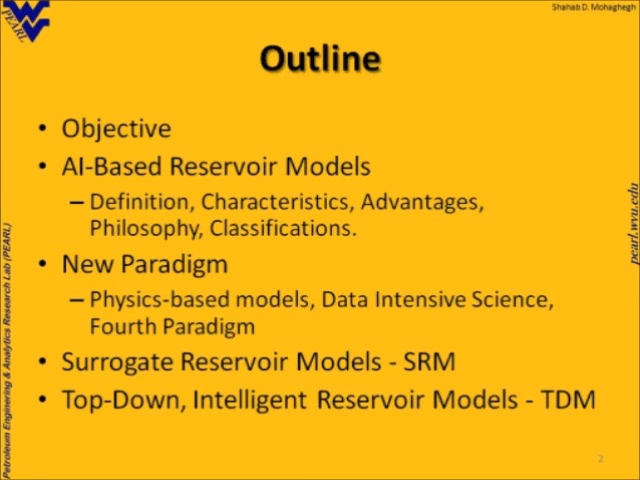 Shahab D. Mohaghegh
PEARL
Outline
• Objective
• AI-Based Reservoir Models
– Definition, Characteristics, Advantages,
Philosophy, Classifications.
• New Paradigm
– Physics-based models, Data Intensive Science,
Fourth Paradigm
• Surrogate Reservoir Models - SRM
• Top-Down, Intelligent Reservoir Models - TDM
Petroleum Enginering & Analytics Research Lab (PEARL)
pearl.wvu.edu
2